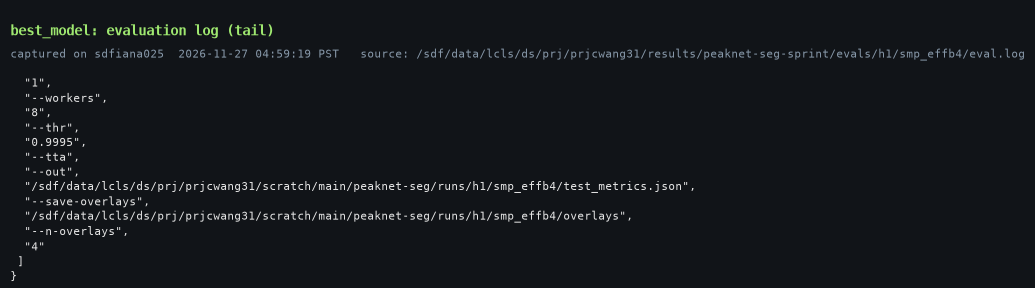 best_model: evaluation log (tail)
captured on sdfiana025  2026-11-27 04:59:19 PST   source: /sdf/data/lcls/ds/prj/prjcwang31/results/peaknet-seg-sprint/evals/h1/smp_effb4/eval.log
"1",
"--workers",
"8",
"--thr",
"0.9995",
"--tta",
"--out",
"/sdf/data/lcls/ds/prj/prjcwang31/scratch/main/peaknet-seg/runs/h1/smp_effb4/test_metrics.json",
"--save-overlays",
"/sdf/data/lcls/ds/prj/prjcwang31/scratch/main/peaknet-seg/runs/h1/smp_effb4/overlays",
"--n-overlays",
"4"
]
}